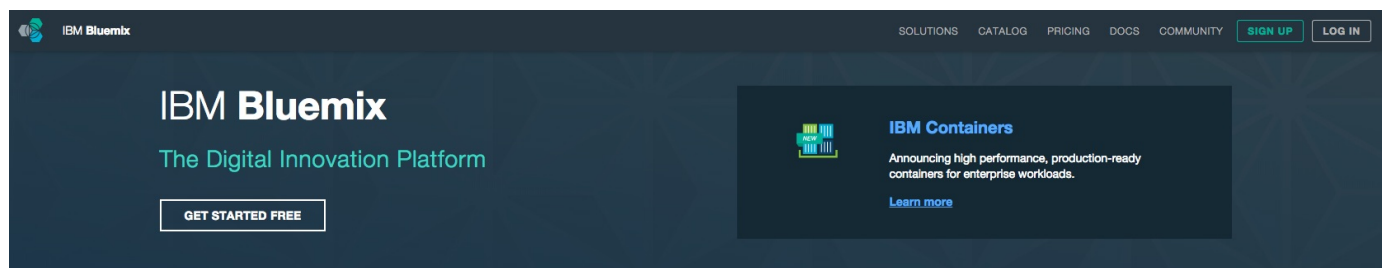 IBM Bluemix
SOLUTIONS CATALOG PRICING DOCS COMMUNITY SIGN UP LOG IN
IBM Bluemix
The Digital Innovation Platform
GET STARTED FREE
NEW
IBM Containers
Announcing high performance, production-ready
containers for enterprise workloads.
Learn more